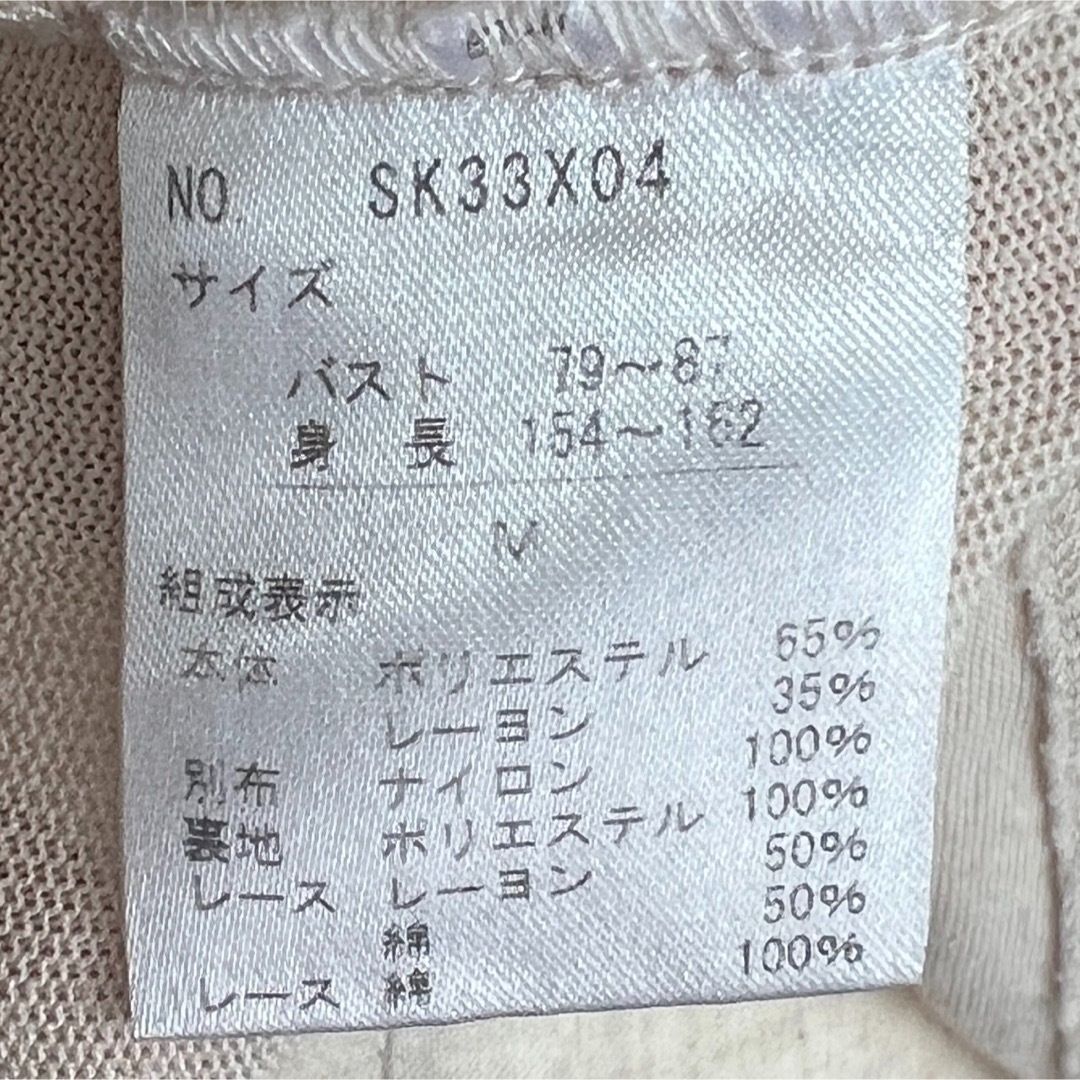 NO. SK33X04
サイズ
バスト 79～87
身 長 154～162
組成表示
本体 ポリエステル 65%
レーヨン 35%
別布 ナイロン 100%
裏地 ポリエステル 100%
レース レーヨン 50%
綿 50%
レース 綿 100%